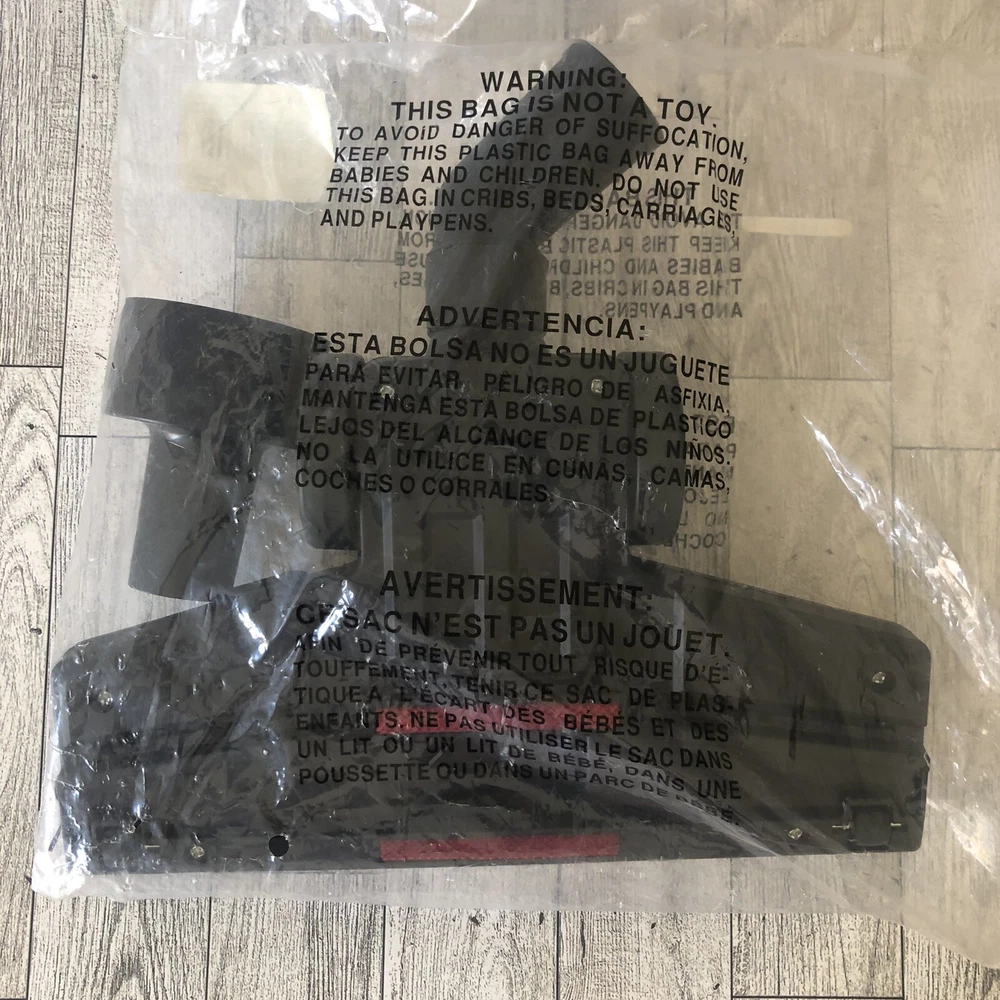 WARNING:
THIS BAG IS NOT A TOY.
TO AVOID DANGER OF SUFFOCATION,
KEEP THIS PLASTIC BAG AWAY FROM
BABIES AND CHILDREN. DO NOT USE
THIS BAG IN CRIBS, BEDS, CARRIAGES,
AND PLAYPENS.
ADVERTENCIA:
ESTA BOLSA NO ES UN JUGUETE
PARA EVITAR PELIGRO DE ASFIXIA,
MANTENGA ESTA BOLSA DE PLASTICO
LEJOS DEL ALCANCE DE LOS NIÑOS.
NO LA UTILICE EN CUNAS, CAMAS,
COCHES O CORRALES.
AVERTISSEMENT:
CE SAC N'EST PAS UN JOUET.
AFIN DE PRÉVENIR TOUT RISQUE D'É-
TOUFFEMENT, TENIR CE SAC DE PLAS-
TIQUE A L'ÉCART DES BÉBÉS ET DES
ENFANTS. NE PAS UTILISER LE SAC DANS
UN LIT OU UN LIT DE BÉBÉ, DANS UNE
POUSSETTE OU DANS UN PARC DE BÉBÉ.